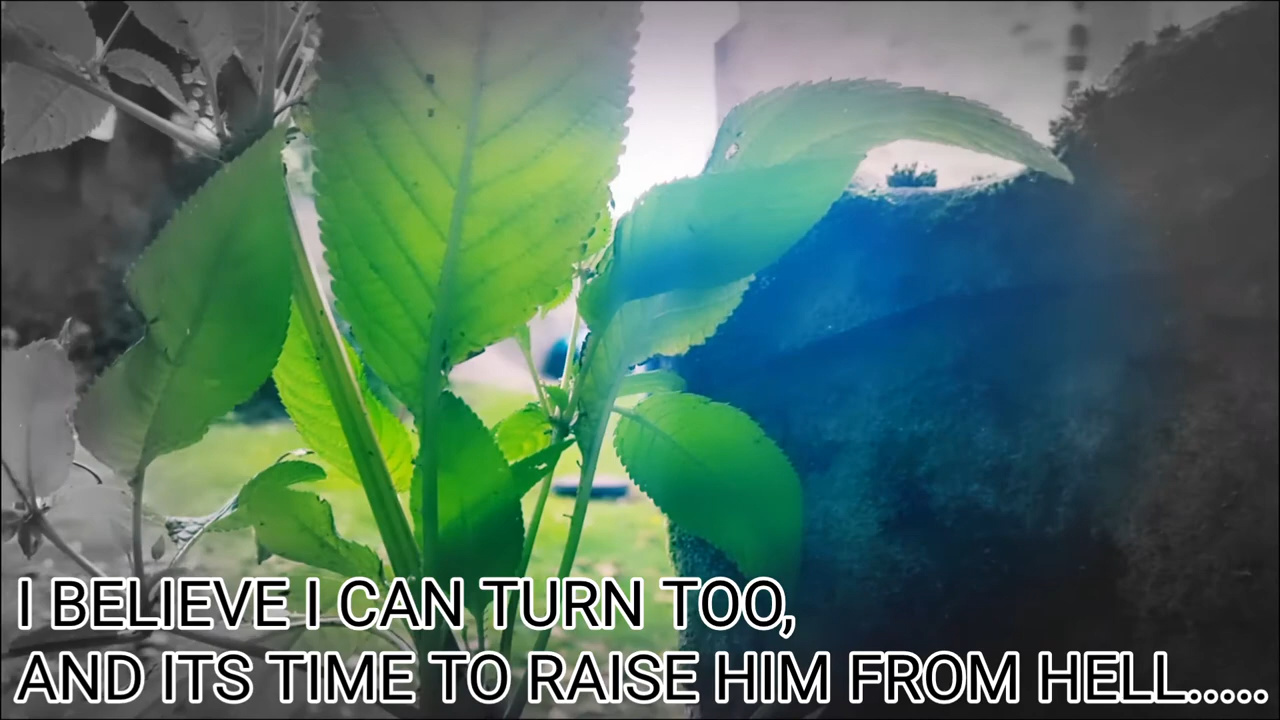 I BELIEVE I CAN TURN TOO,
AND ITS TIME TO RAISE HIM FROM HELL.....